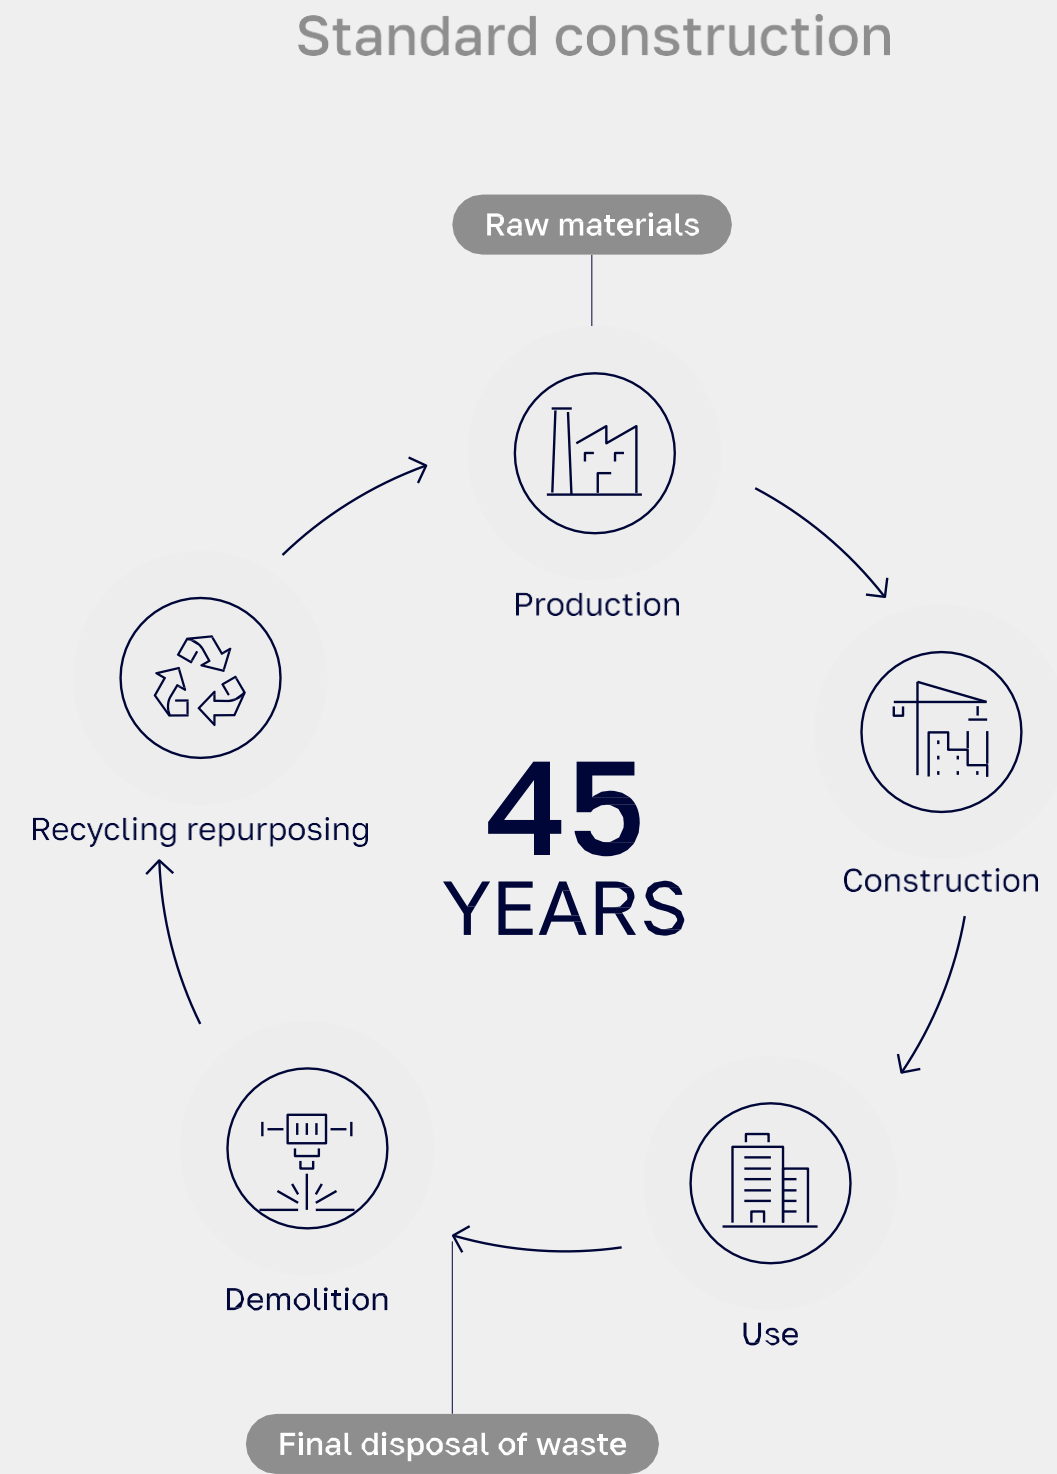 Standard construction
Raw materials
Production
Recycling repurposing
45
YEARS
Construction
Demolition
Use
Final disposal of waste